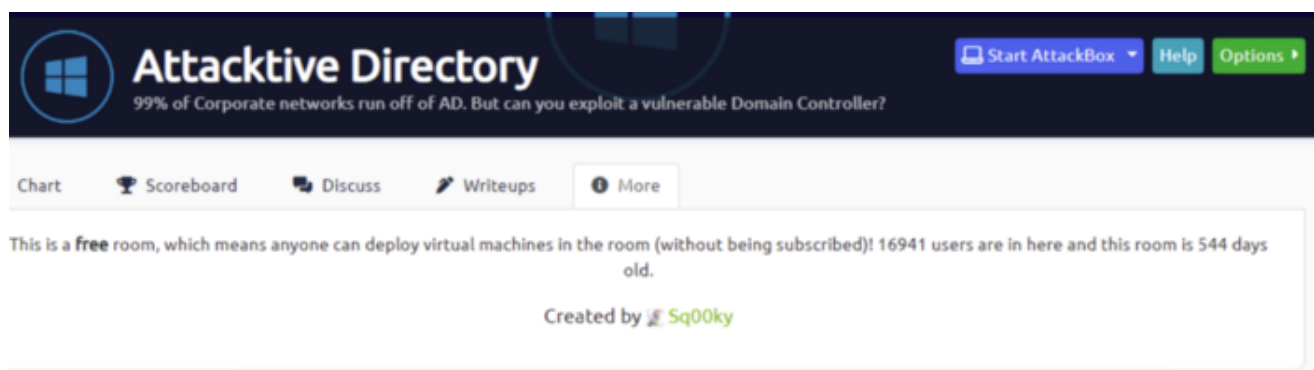 Attacktive Directory
99% of Corporate networks run off of AD. But can you exploit a vulnerable Domain Controller?
Start AttackBox Help Options
Chart Scoreboard Discuss Writeups More
This is a free room, which means anyone can deploy virtual machines in the room (without being subscribed)! 16941 users are in here and this room is 544 days
old.
Created by Sq00ky